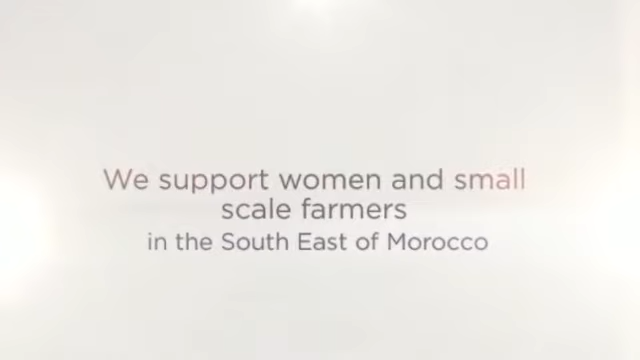 We support women and small
scale farmers
in the South East of Morocco